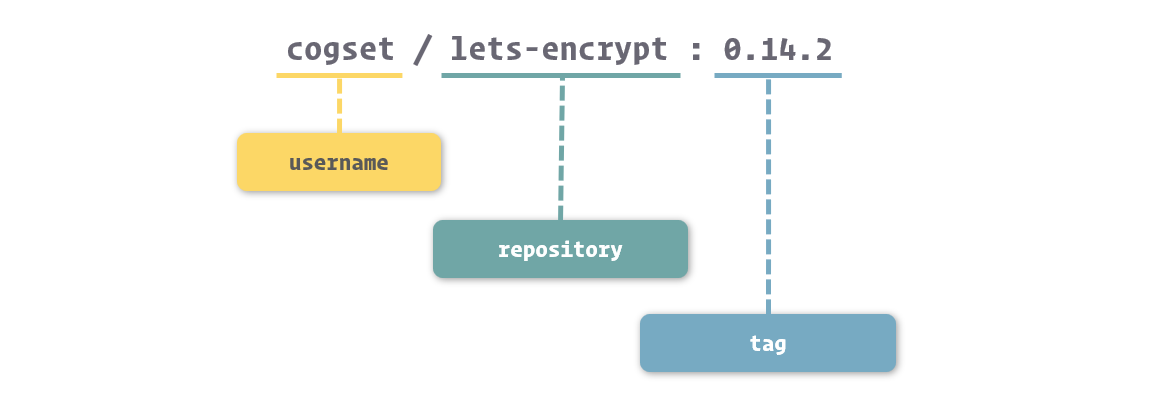 cogset / lets-encrypt : 0.14.2
username
repository
tag